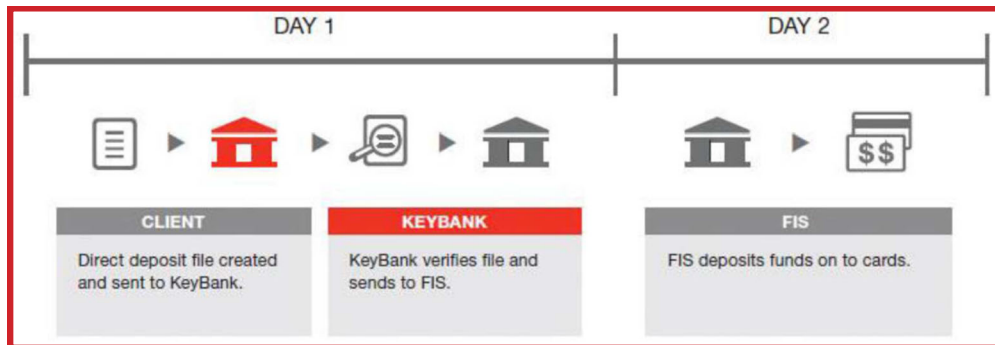 DAY 1
DAY 2
$$
CLIENT
Direct deposit file created
and sent to KeyBank.
KEYBANK
KeyBank verifies file and
sends to FIS.
FIS
FIS deposits funds on to cards.